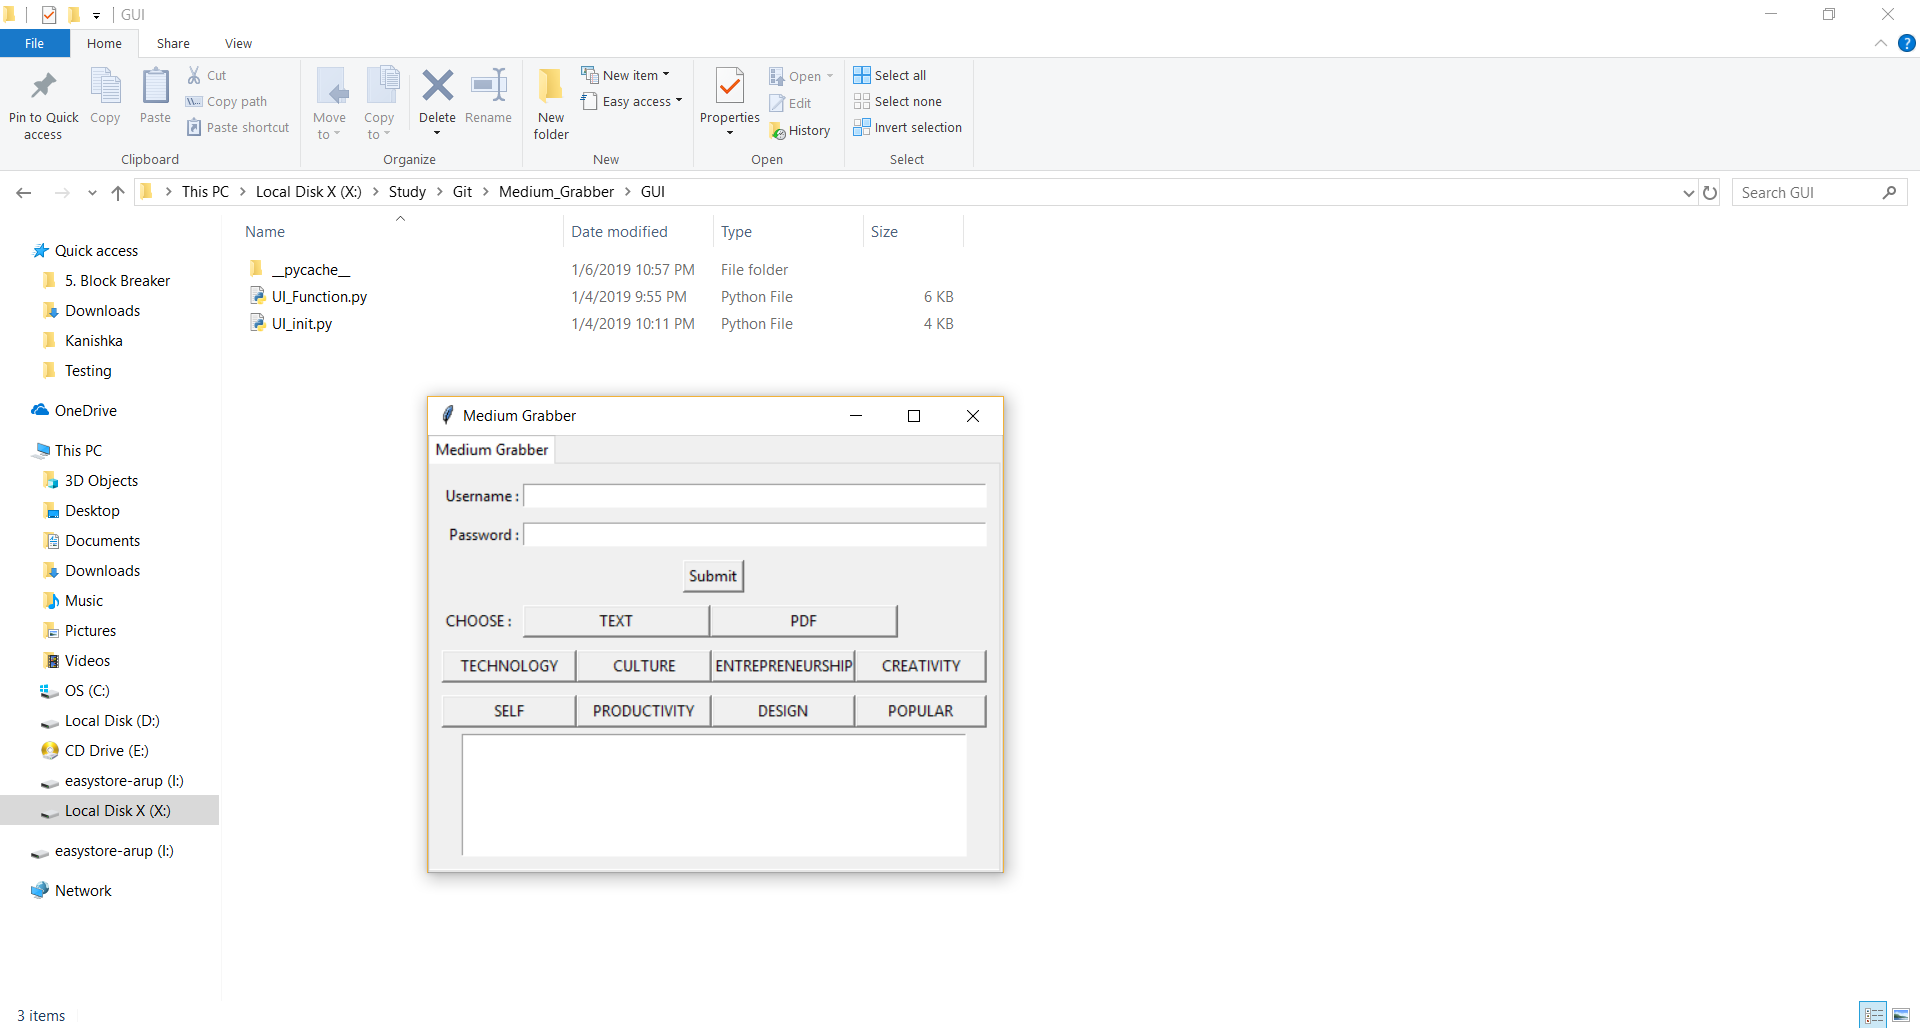 GUI
File Home Share View
Pin to Quick access
Copy
Paste
Cut
Copy path
Paste shortcut
Clipboard
Move to
Copy to
Delete
Rename
Organize
New folder
New item
Easy access
New
Properties
Open
Edit
History
Open
Select all
Select none
Invert selection
Select
This PC > Local Disk X (X:) > Study > Git > Medium_Grabber > GUI
Search GUI
Name Date modified Type Size
__pycache__ 1/6/2019 10:57 PM File folder
UI_Function.py 1/4/2019 9:55 PM Python File 6 KB
UI_init.py 1/4/2019 10:11 PM Python File 4 KB
Quick access
5. Block Breaker
Downloads
Kanishka
Testing
OneDrive
This PC
3D Objects
Desktop
Documents
Downloads
Music
Pictures
Videos
OS (C:)
Local Disk (D:)
CD Drive (E:)
easystore-arup (I:)
Local Disk X (X:)
easystore-arup (I:)
Network
Medium Grabber
Medium Grabber
Username :
Password :
Submit
CHOOSE : TEXT PDF
TECHNOLOGY CULTURE ENTREPRENEURSHIP CREATIVITY
SELF PRODUCTIVITY DESIGN POPULAR
3 items